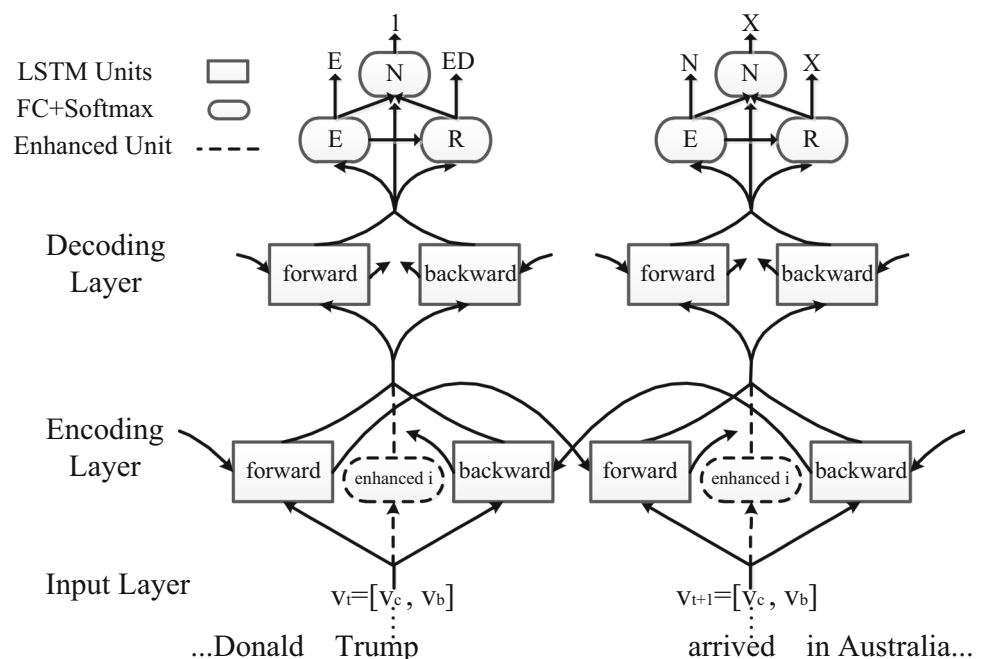 1 X
E ED N X
LSTM Units N N
FC+Softmax
Enhanced Unit E R E R
Decoding Layer
forward backward forward backward
Encoding Layer
forward enhanced i backward forward enhanced i backward
Input Layer
vt=[vc , vb] vt+1=[vc , vb]
...Donald Trump arrived in Australia...